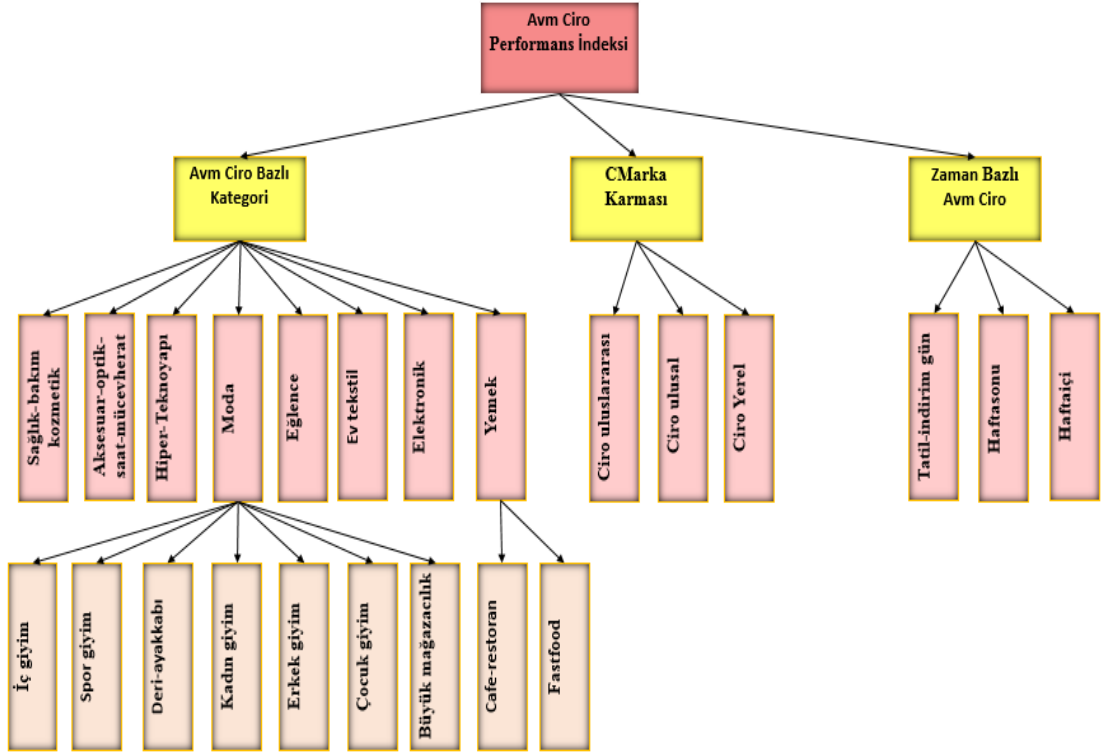 Avm Ciro
Performans İndeksi
Avm Ciro Bazlı
Kategori
CMarka
Karması
Zaman Bazlı
Avm Ciro
Sağlık-bakım
kozmetik
Aksesuar-optik-
saat-mücevherat
Hiper-Teknoyapı
Moda
Eğlence
Ev tekstil
Elektronik
Yemek
Ciro uluslararası
Ciro ulusal
Ciro Yerel
Tatil-indirim gün
Haftasonu
Haftaiçi
İç giyim
Spor giyim
Deri-ayakkabı
Kadın giyim
Erkek giyim
Çocuk giyim
Büyük mağazacılık
Cafe-restoran
Fastfood